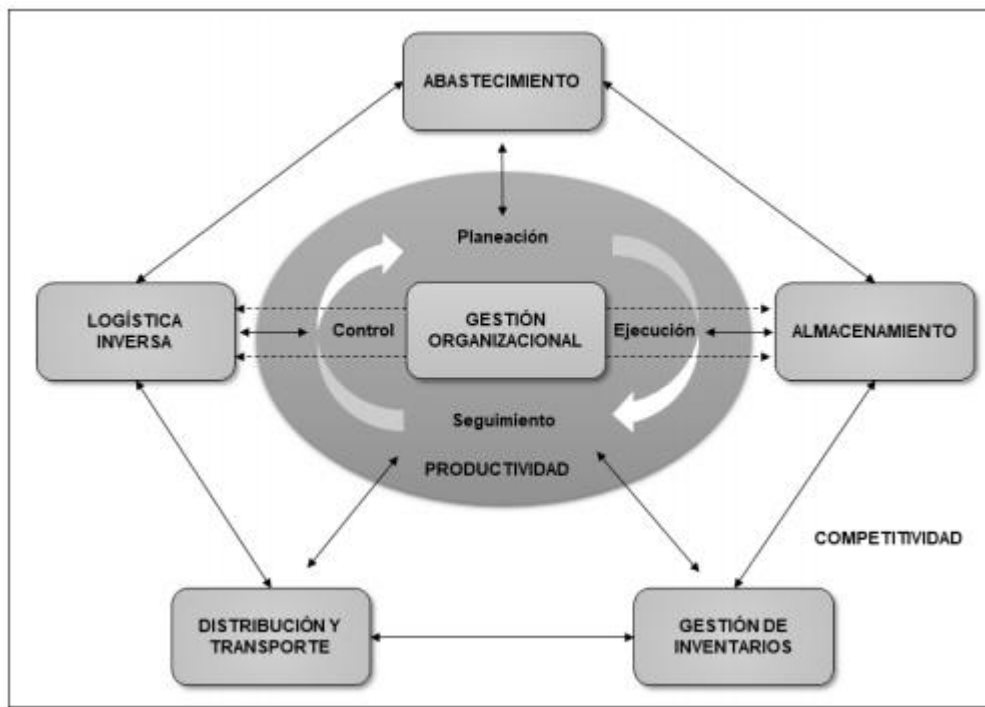 ABASTECIMIENTO
Planeación
LOGÍSTICA
INVERSA
Control
GESTIÓN
ORGANIZACIONAL
Ejecución
ALMACENAMIENTO
Seguimiento
PRODUCTIVIDAD
COMPETITIVIDAD
DISTRIBUCIÓN Y
TRANSPORTE
GESTIÓN DE
INVENTARIOS